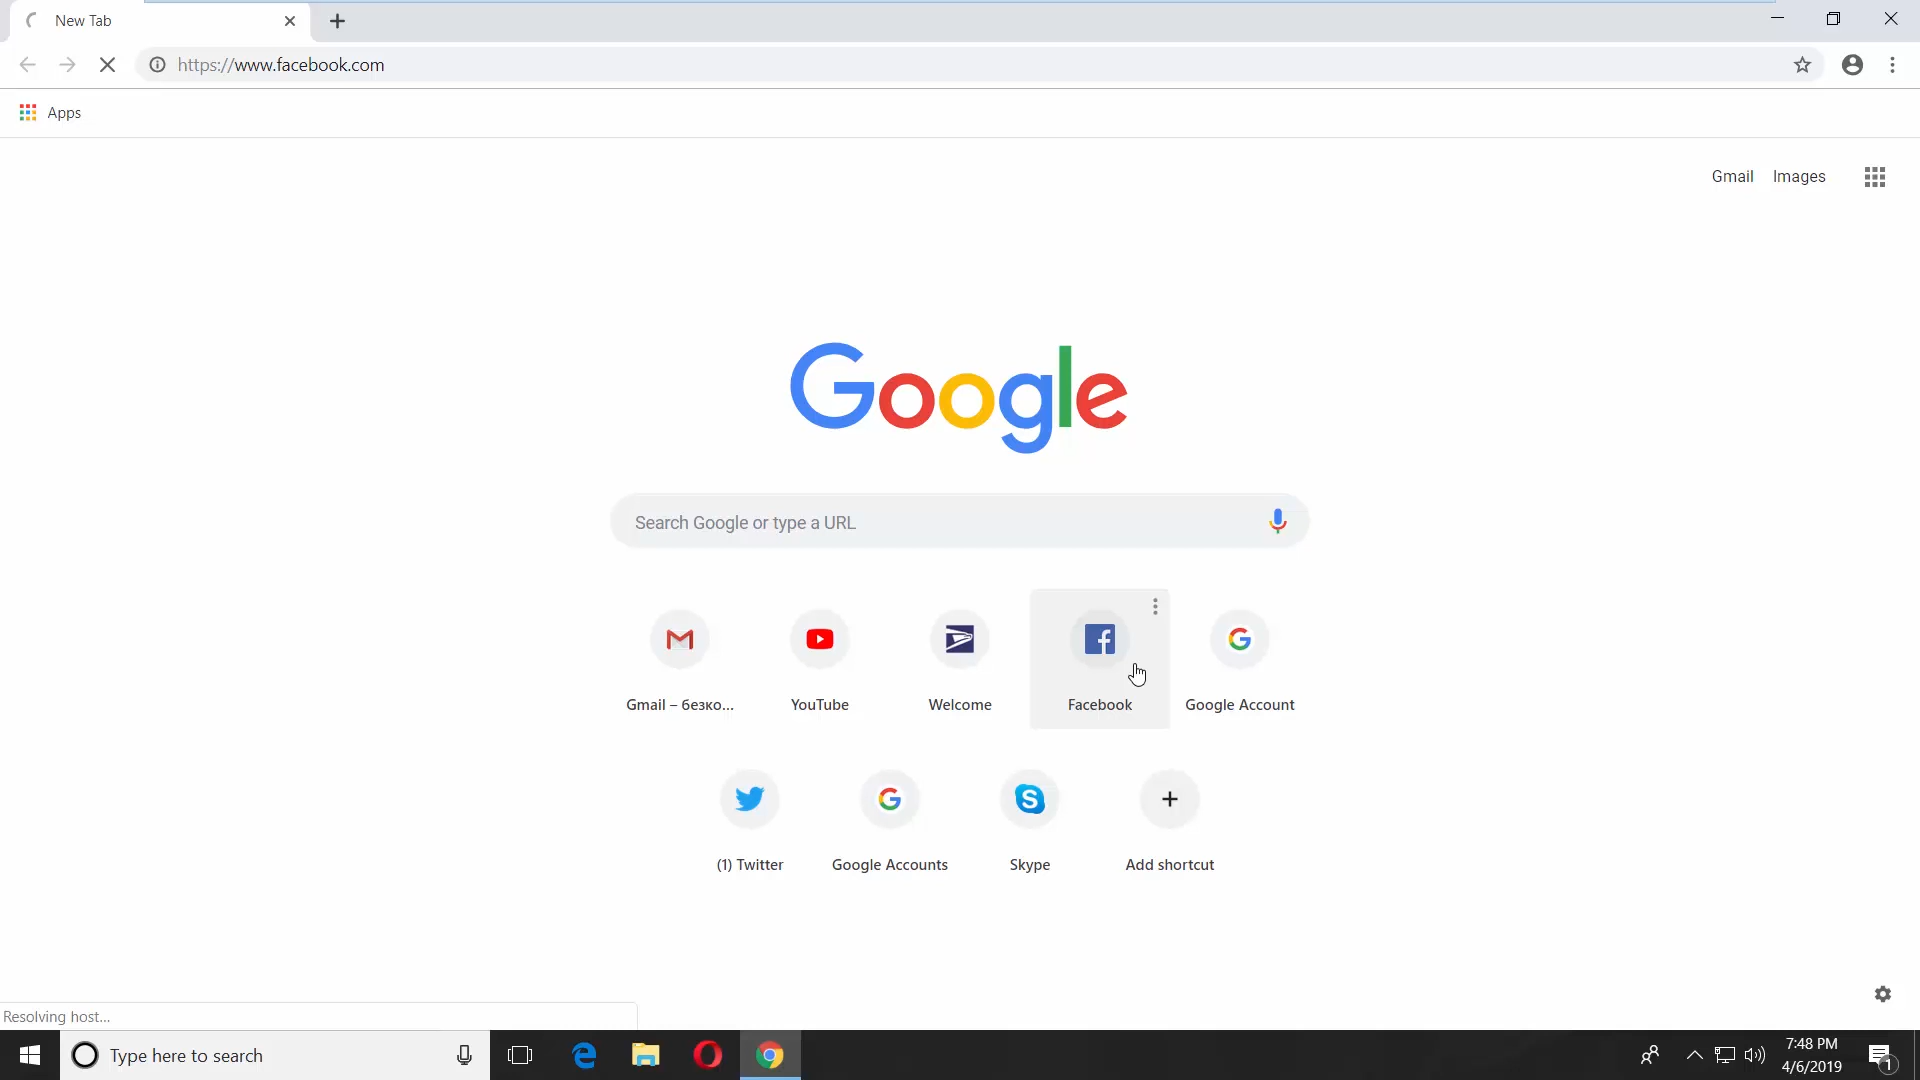 New Tab
https://www.facebook.com
Apps
Gmail Images
Google
Search Google or type a URL
Gmail – безко... YouTube Welcome Facebook Google Account
(1) Twitter Google Accounts Skype Add shortcut
Resolving host...
Type here to search
7:48 PM
4/6/2019
1